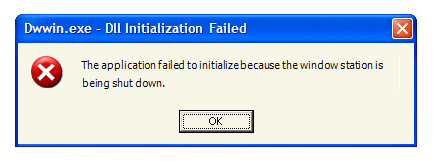 Dwwin.exe - Dll Initialization Failed
The application failed to initialize because the window station is
being shut down.
OK